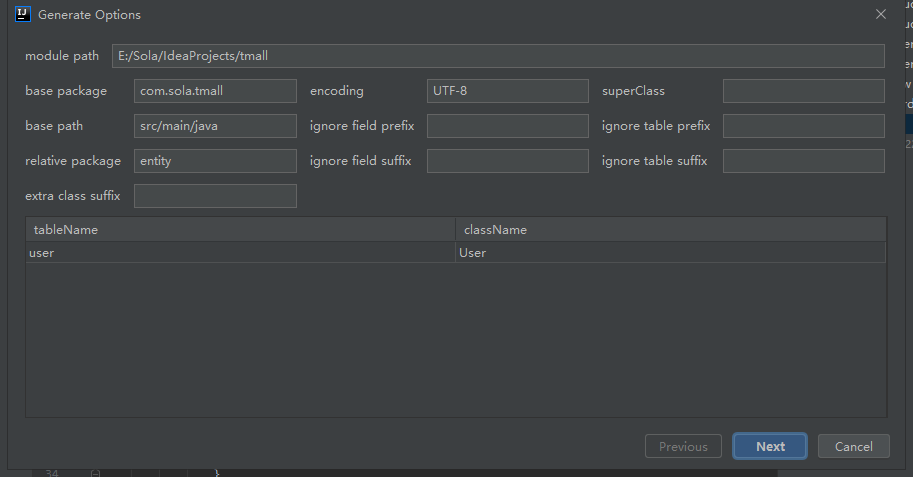 Generate Options
module path E:/Sola/IdeaProjects/tmall
base package com.sola.tmall encoding UTF-8 superClass
base path src/main/java ignore field prefix ignore table prefix
relative package entity ignore field suffix ignore table suffix
extra class suffix
tableName className
user User
Previous Next Cancel
34 }